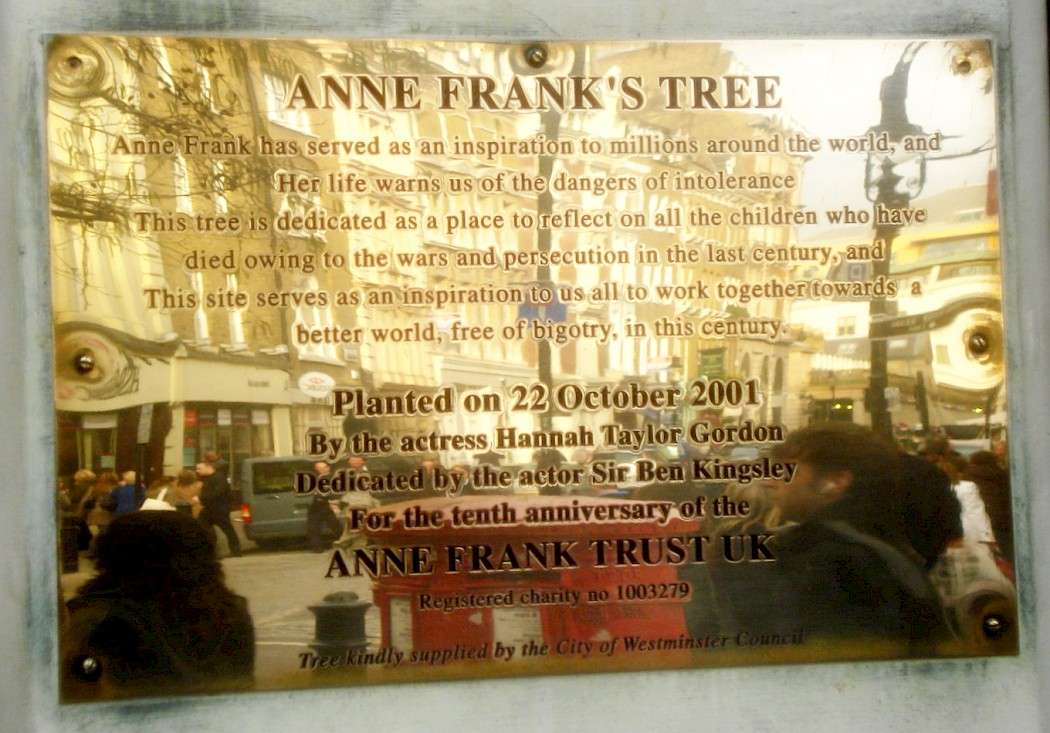 ANNE FRANK'S TREE
Anne Frank has served as an inspiration to millions around the world, and
Her life warns us of the dangers of intolerance
This tree is dedicated as a place to reflect on all the children who have
died owing to the wars and persecution in the last century, and
This site serves as an inspiration to us all to work together towards a
better world, free of bigotry, in this century.
Planted on 22 October 2001
By the actress Hannah Taylor Gordon
Dedicated by the actor Sir Ben Kingsley
For the tenth anniversary of the
ANNE FRANK TRUST UK
Registered charity no 1003279
Tree kindly supplied by the City of Westminster Council